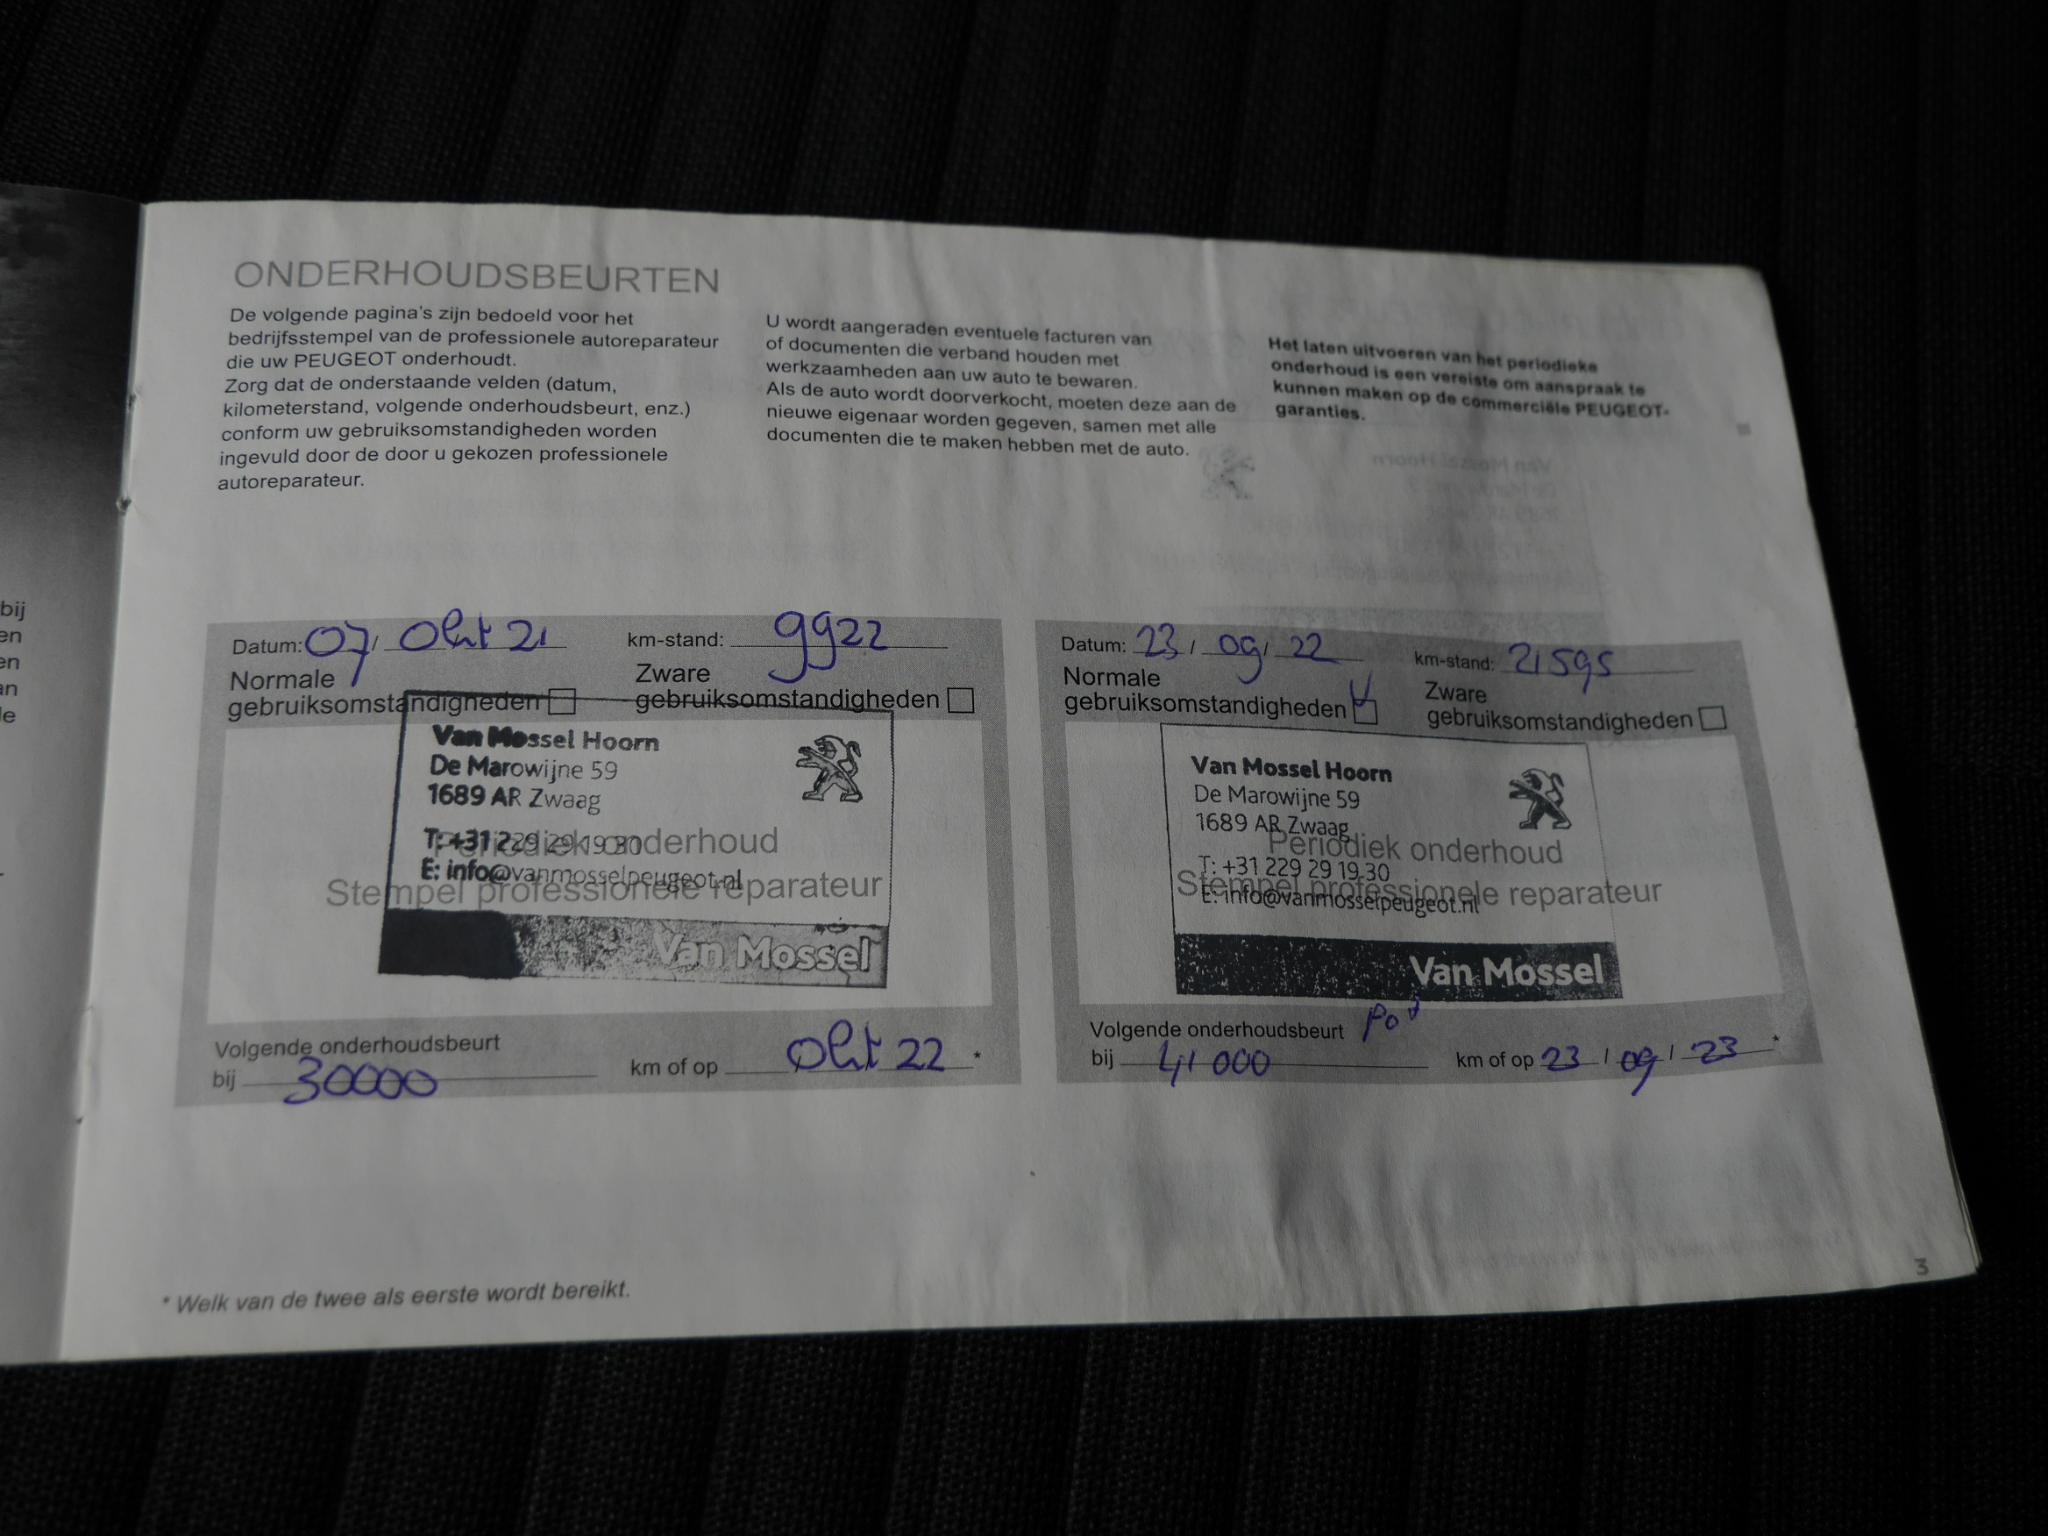 bij
en
en
an
le
ONDERHOUDSBEURTEN
De volgende pagina's zijn bedoeld voor het
bedrijfsstempel van de professionele autoreparateur
die uw PEUGEOT onderhoudt.
Zorg dat de onderstaande velden (datum,
kilometerstand, volgende onderhoudsbeurt, enz.)
conform uw gebruiksomstandigheden worden
ingevuld door de door u gekozen professionele
autoreparateur.
U wordt aangeraden eventuele facturen van
of documenten die verband houden met
werkzaamheden aan uw auto te bewaren.
Als de auto wordt doorverkocht, moeten deze aan de
nieuwe eigenaar worden gegeven, samen met alle
documenten die te maken hebben met de auto.
Het laten uitvoeren van het periodieke
onderhoud is een vereiste om aanspraak te
kunnen maken op de commerciële PEUGEOT-
garanties.
Datum: 07 / Okt 21 km-stand: 9922
Normale gebruiksomstandigheden
Zware gebruiksomstandigheden
Van Mossel Hoorn
De Marowijne 59
1689 AR Zwaag
T: +31 229 29 19 30
E: info@vanmosselpeugeot.nl
Periodiek onderhoud
Stempel professionele reparateur
Van Mossel
Volgende onderhoudsbeurt
bij 30000 km of op Okt 22 *
Datum: 23 / 09 / 22 km-stand: 21595
Normale gebruiksomstandigheden
Zware gebruiksomstandigheden
Van Mossel Hoorn
De Marowijne 59
1689 AR Zwaag
T: +31 229 29 19 30
E: info@vanmosselpeugeot.nl
Periodiek onderhoud
Stempel professionele reparateur
Van Mossel
Volgende onderhoudsbeurt
bij 41000 km of op 23 / 09 / 23 *
* Welk van de twee als eerste wordt bereikt.
3